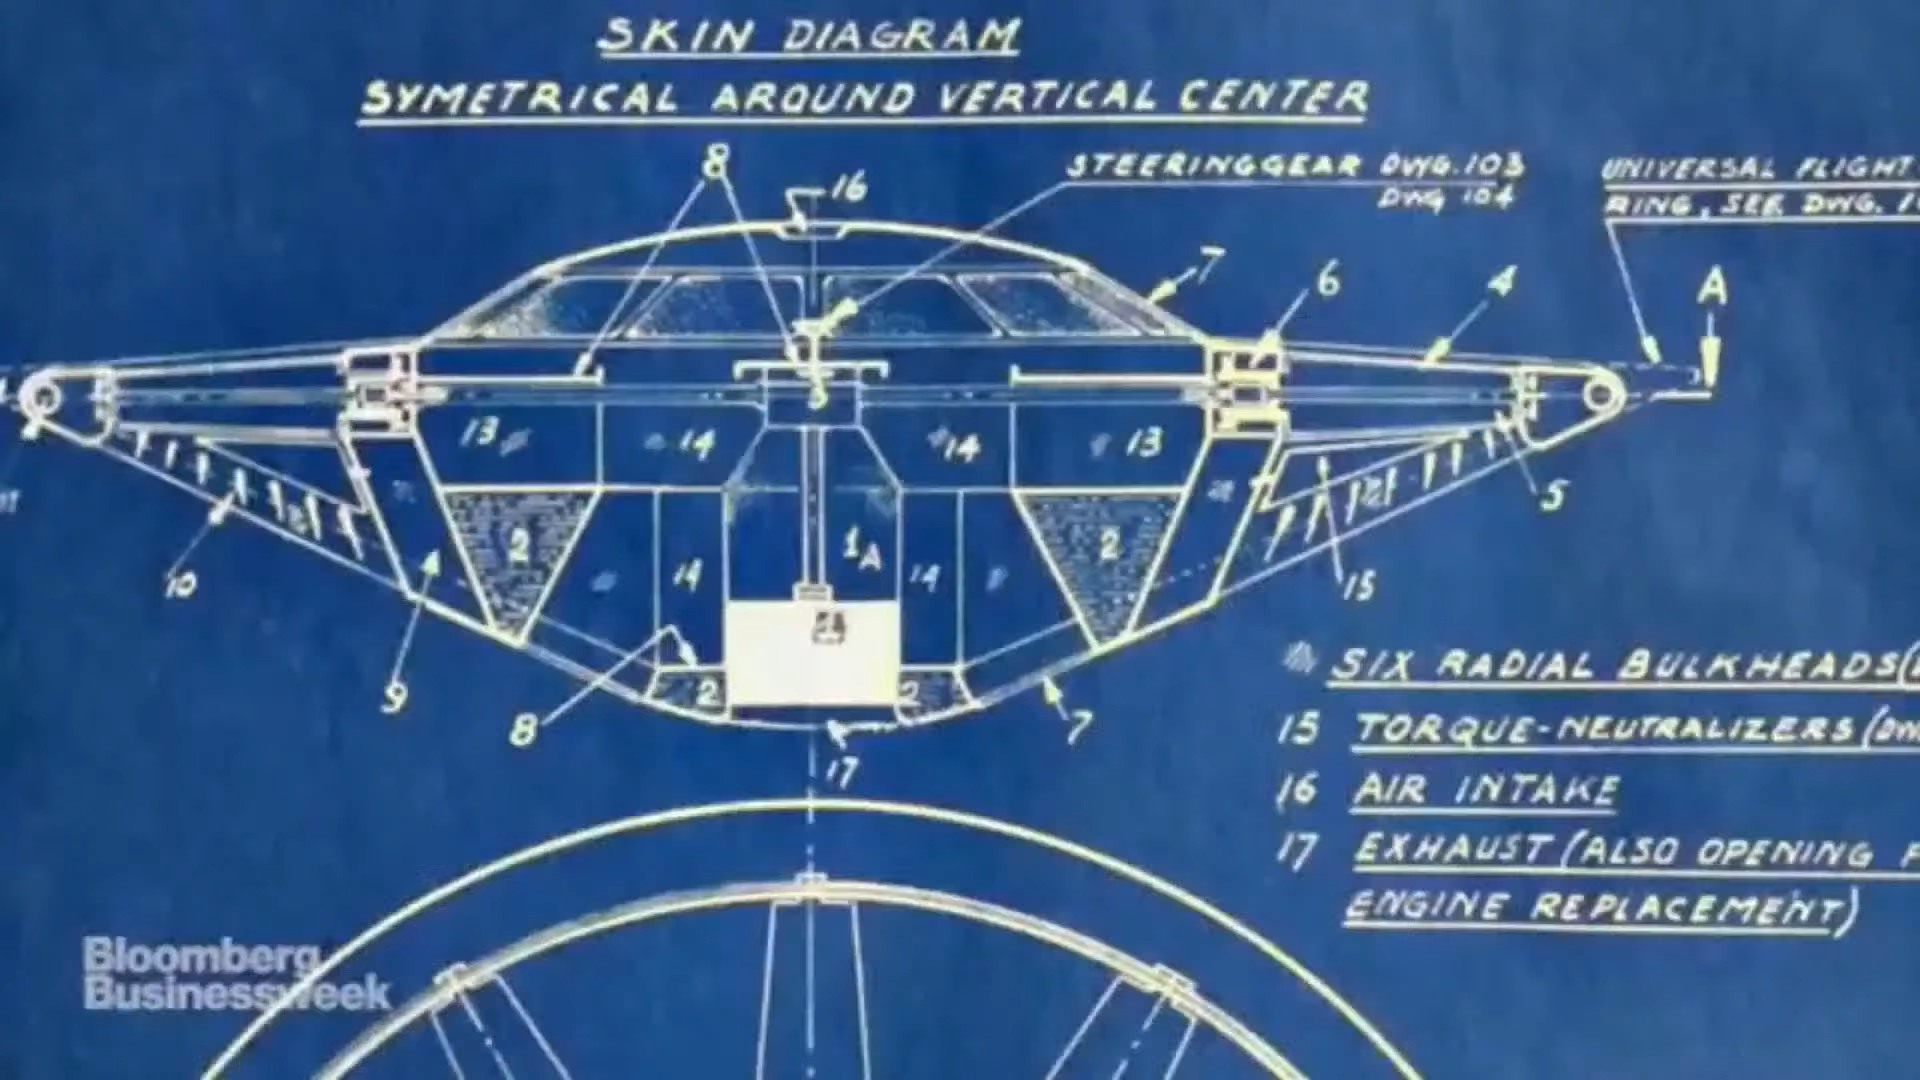 SKIN DIAGRAM
SYMETRICAL AROUND VERTICAL CENTER
8
16
STEERINGGEAR DWG. 103
DWG 104
UNIVERSAL FLIGHT
RING, SEE DWG.
7
6
4
A
13
14
14
13
5
2
14
1A
14
2
10
15
9
8
2
2
7
17
SIX RADIAL BULKHEADS
15 TORQUE-NEUTRALIZERS
16 AIR INTAKE
17 EXHAUST (ALSO OPENING
ENGINE REPLACEMENT)
Bloomberg
Businessweek